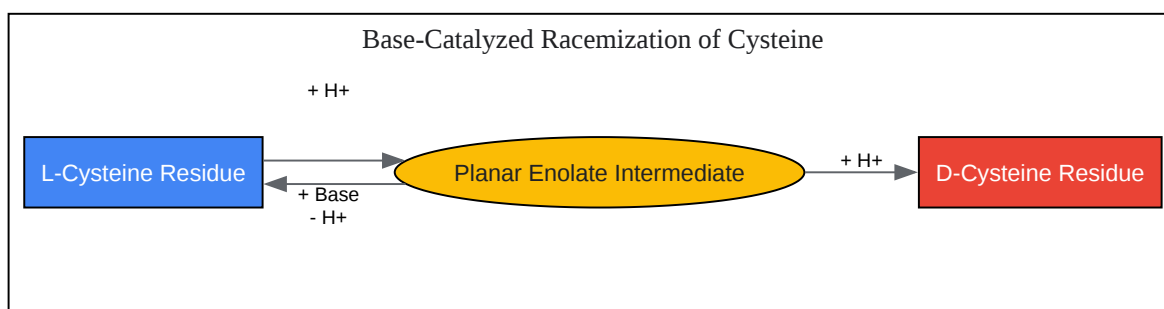 Base-Catalyzed Racemization of Cysteine
+ H+
L-Cysteine Residue
Planar Enolate Intermediate
+ H+
D-Cysteine Residue
+ Base
- H+